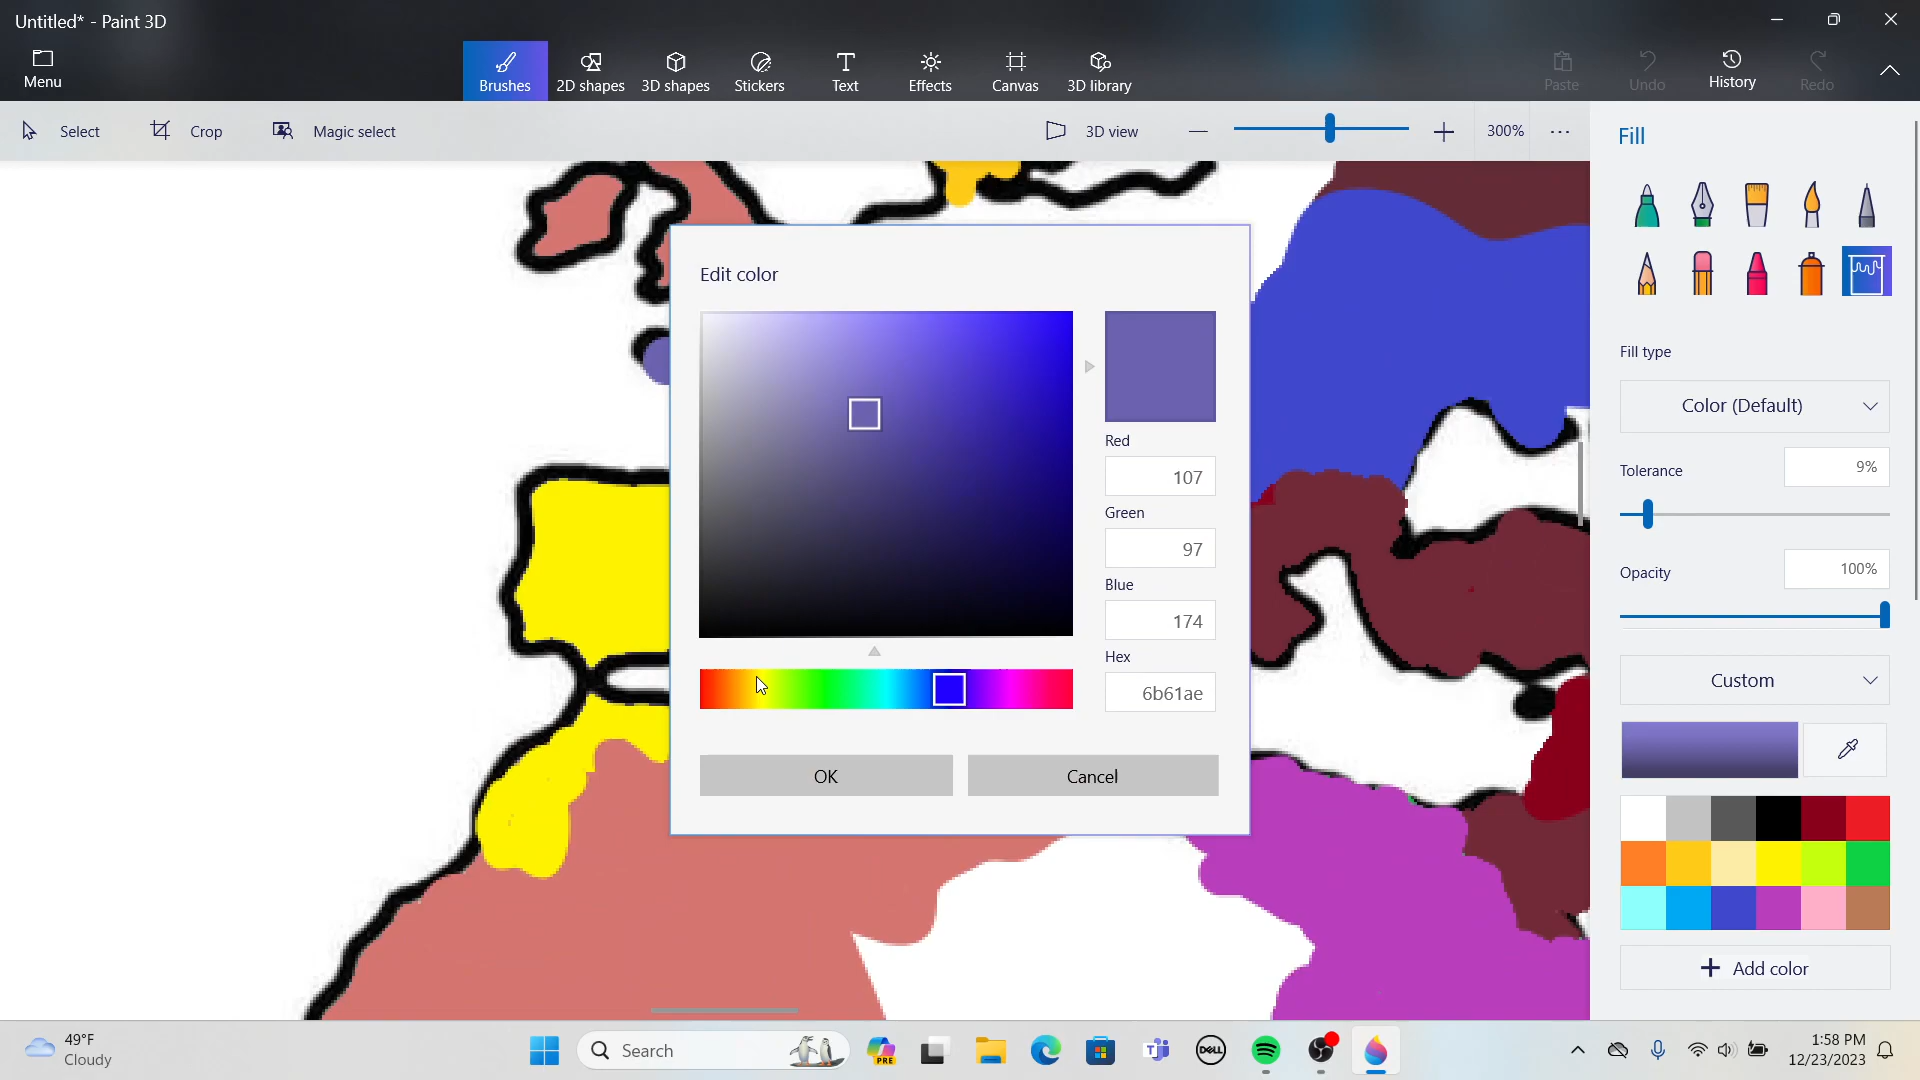 Untitled* - Paint 3D
Menu
Brushes
2D shapes
3D shapes
Stickers
Text
Effects
Canvas
3D library
Paste
Undo
History
Redo
Select
Crop
Magic select
3D view
300%
Fill
Edit color
Red
107
Green
97
Blue
174
Hex
6b61ae
OK
Cancel
Fill type
Color (Default)
Tolerance
9%
Opacity
100%
Custom
Add color
49°F
Cloudy
Search
PRE
DELL
1:58 PM
12/23/2023